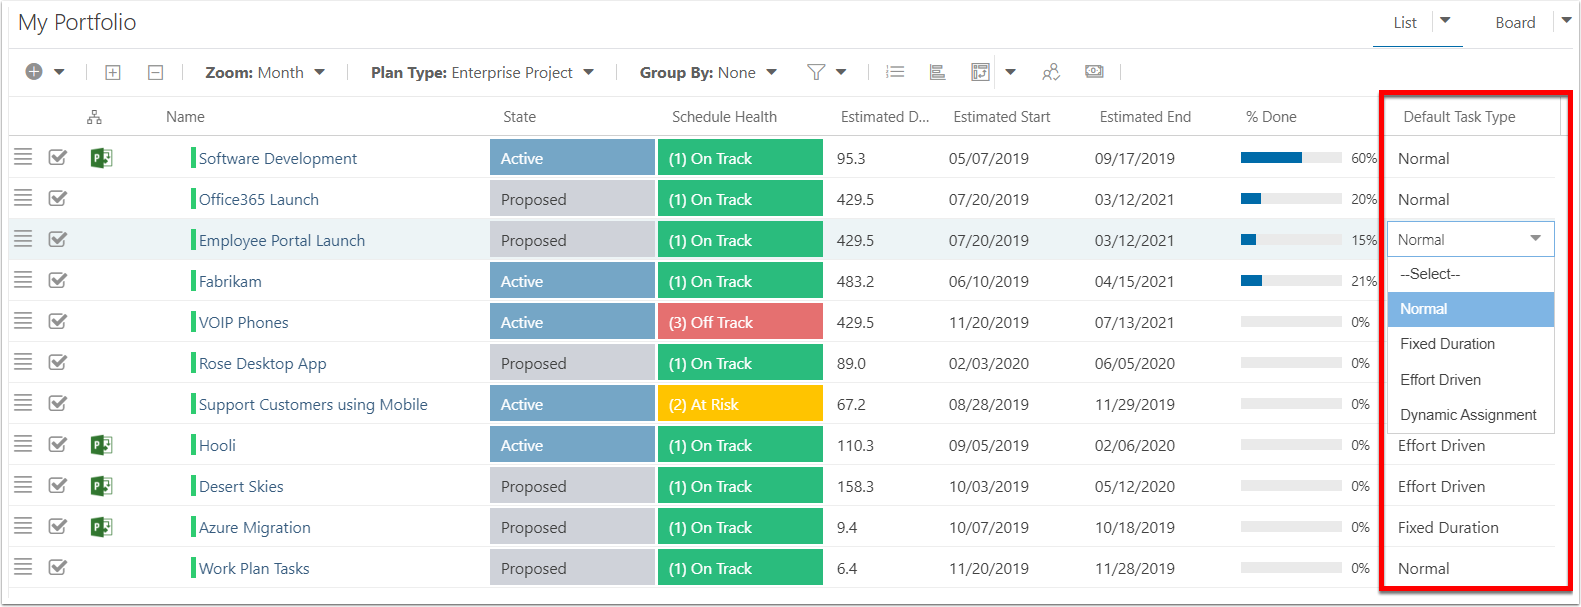 My Portfolio
List
Board
Zoom: Month
Plan Type: Enterprise Project
Group By: None
Name State Schedule Health Estimated D... Estimated Start Estimated End % Done Default Task Type
Software Development Active (1) On Track 95.3 05/07/2019 09/17/2019 60% Normal
Office365 Launch Proposed (1) On Track 429.5 07/20/2019 03/12/2021 20% Normal
Employee Portal Launch Proposed (1) On Track 429.5 07/20/2019 03/12/2021 15% Normal
Fabrikam Active (1) On Track 483.2 06/10/2019 04/15/2021 21%
VOIP Phones Active (3) Off Track 429.5 11/20/2019 07/13/2021 0%
Rose Desktop App Proposed (1) On Track 89.0 02/03/2020 06/05/2020 0%
Support Customers using Mobile Active (2) At Risk 67.2 08/28/2019 11/29/2019 0%
--Select--
Normal
Fixed Duration
Effort Driven
Dynamic Assignment
Hooli Active (1) On Track 110.3 09/05/2019 02/06/2020 0% Effort Driven
Desert Skies Proposed (1) On Track 158.3 10/03/2019 05/12/2020 0% Effort Driven
Azure Migration Proposed (1) On Track 9.4 10/07/2019 10/18/2019 0% Fixed Duration
Work Plan Tasks Proposed (1) On Track 6.4 11/20/2019 11/28/2019 0% Normal